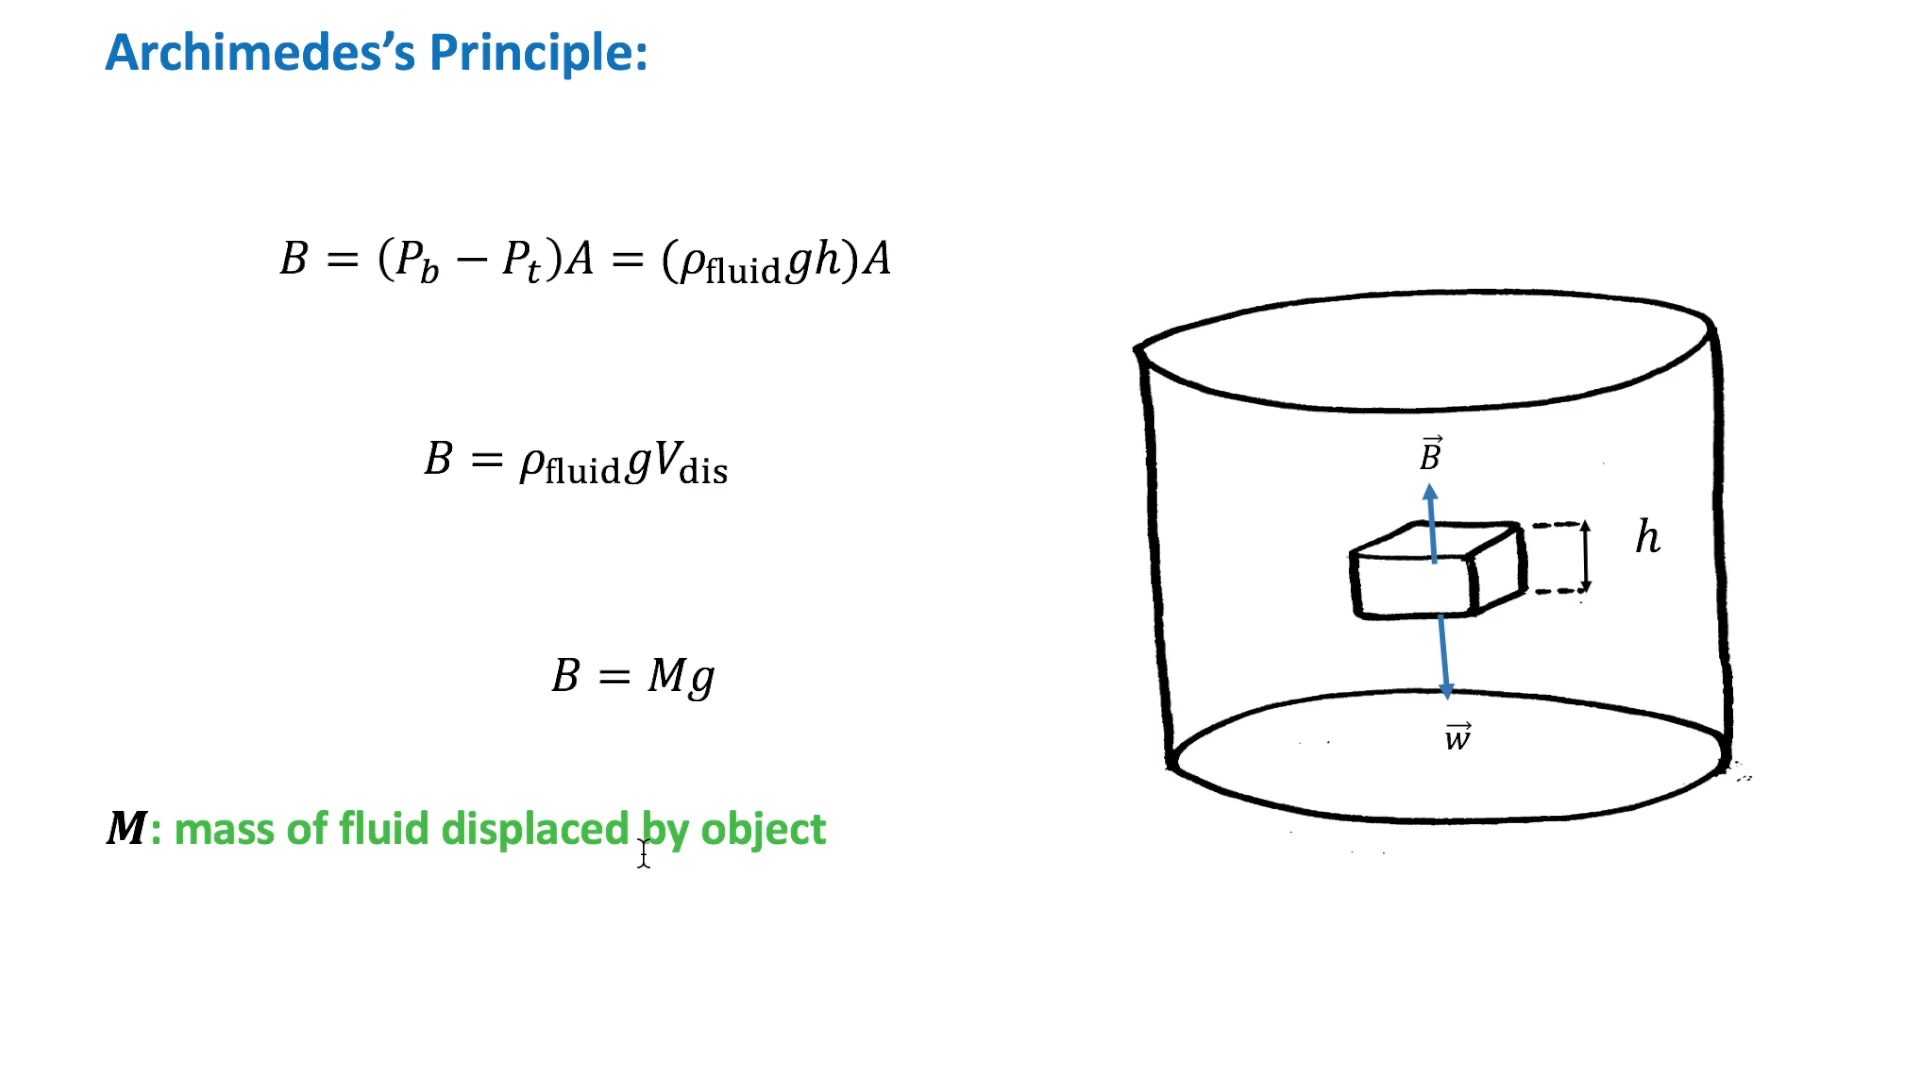 Archimedes’s Principle:
B = (P_b − P_t)A = (ρ_fluid gh)A
B = ρ_fluid gV_dis
B = Mg
M: mass of fluid displaced by object
B⃗
h
w⃗